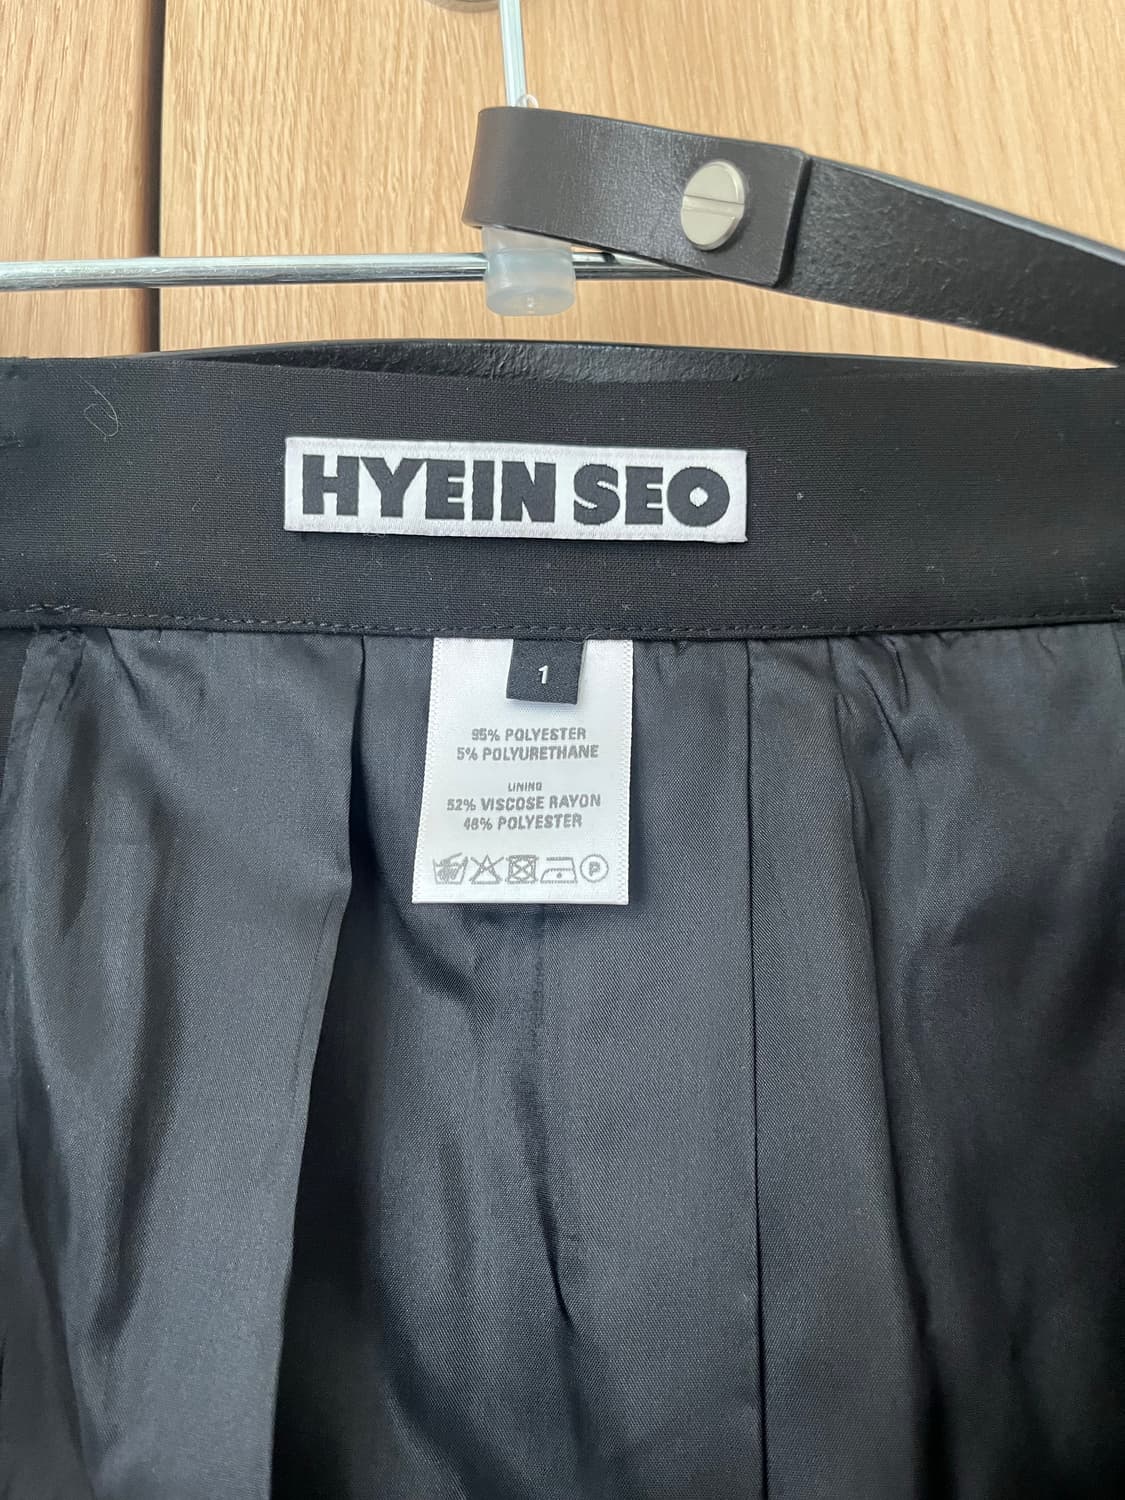 HYEIN SEO
1
95% POLYESTER
5% POLYURETHANE
LINING
52% VISCOSE RAYON
48% POLYESTER
P